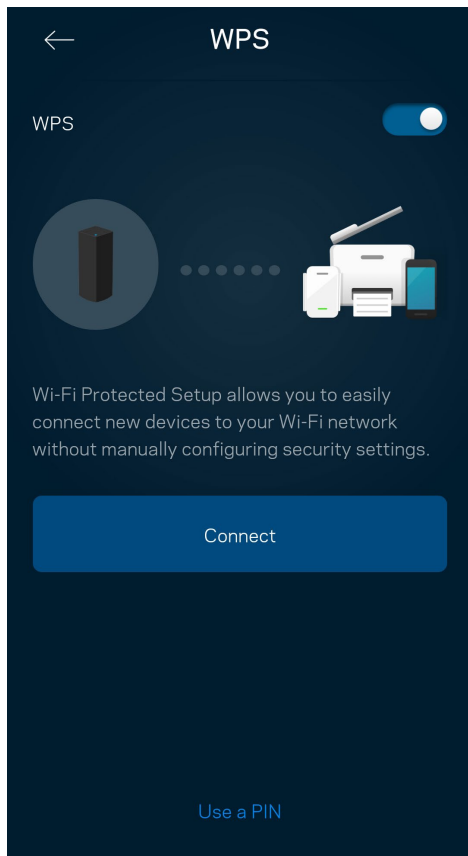 WPS
WPS
Wi-Fi Protected Setup allows you to easily
connect new devices to your Wi-Fi network
without manually configuring security settings.
Connect
Use a PIN